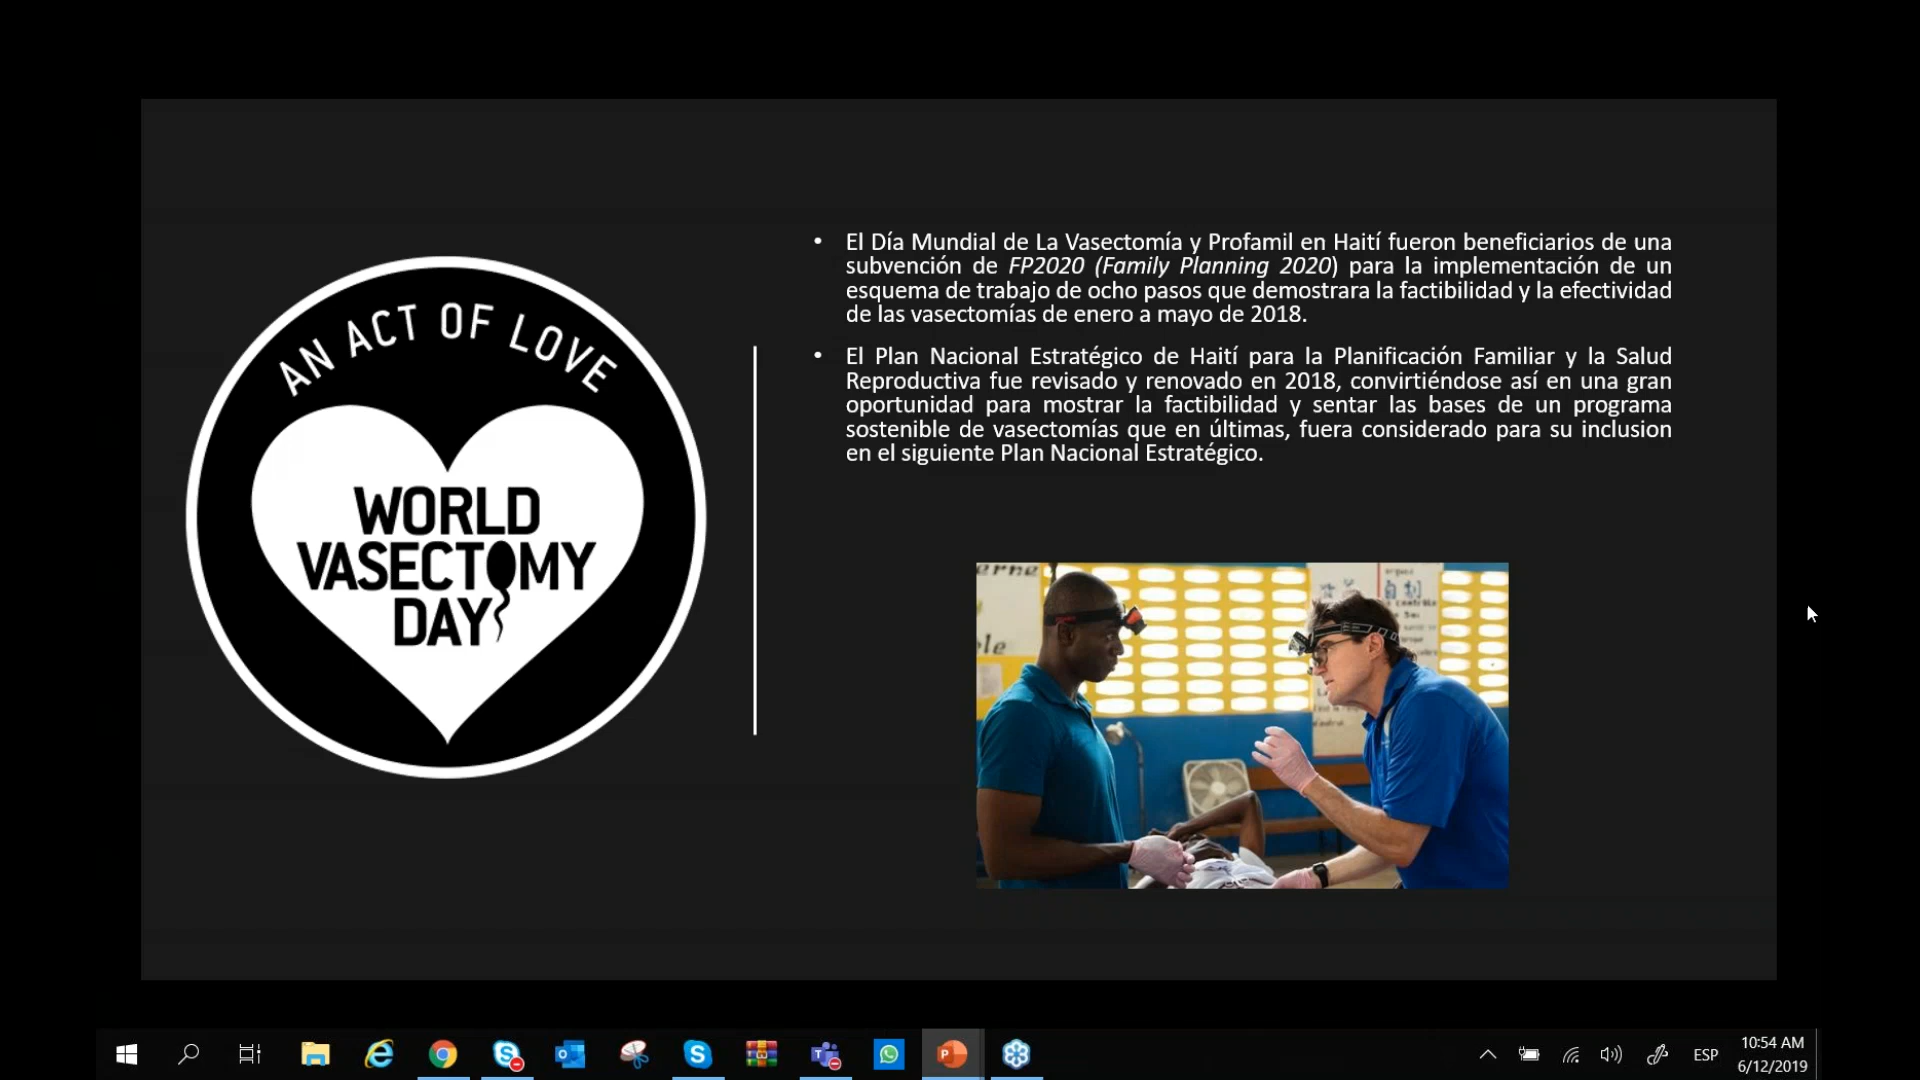 AN ACT OF LOVE
WORLD
VASECTOMY
DAY
• El Día Mundial de La Vasectomía y Profamil en Haití fueron beneficiarios de una
subvención de FP2020 (Family Planning 2020) para la implementación de un
esquema de trabajo de ocho pasos que demostrara la factibilidad y la efectividad
de las vasectomías de enero a mayo de 2018.
• El Plan Nacional Estratégico de Haití para la Planificación Familiar y la Salud
Reproductiva fue revisado y renovado en 2018, convirtiéndose así en una gran
oportunidad para mostrar la factibilidad y sentar las bases de un programa
sostenible de vasectomías que en últimas, fuera considerado para su inclusion
en el siguiente Plan Nacional Estratégico.
erne
ESP
10:54 AM
6/12/2019